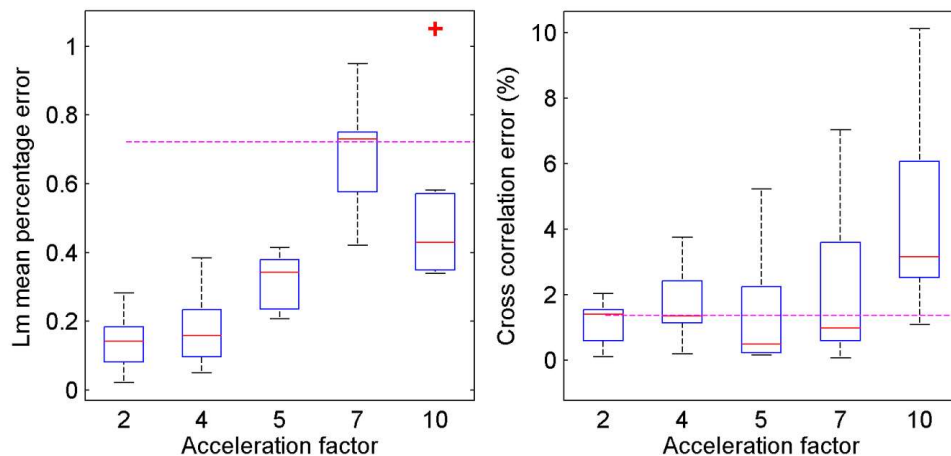 Lm mean percentage error
1
0.8
0.6
0.4
0.2
0
2 4 5 7 10
Acceleration factor
Cross correlation error (%)
10
8
6
4
2
0
2 4 5 7 10
Acceleration factor